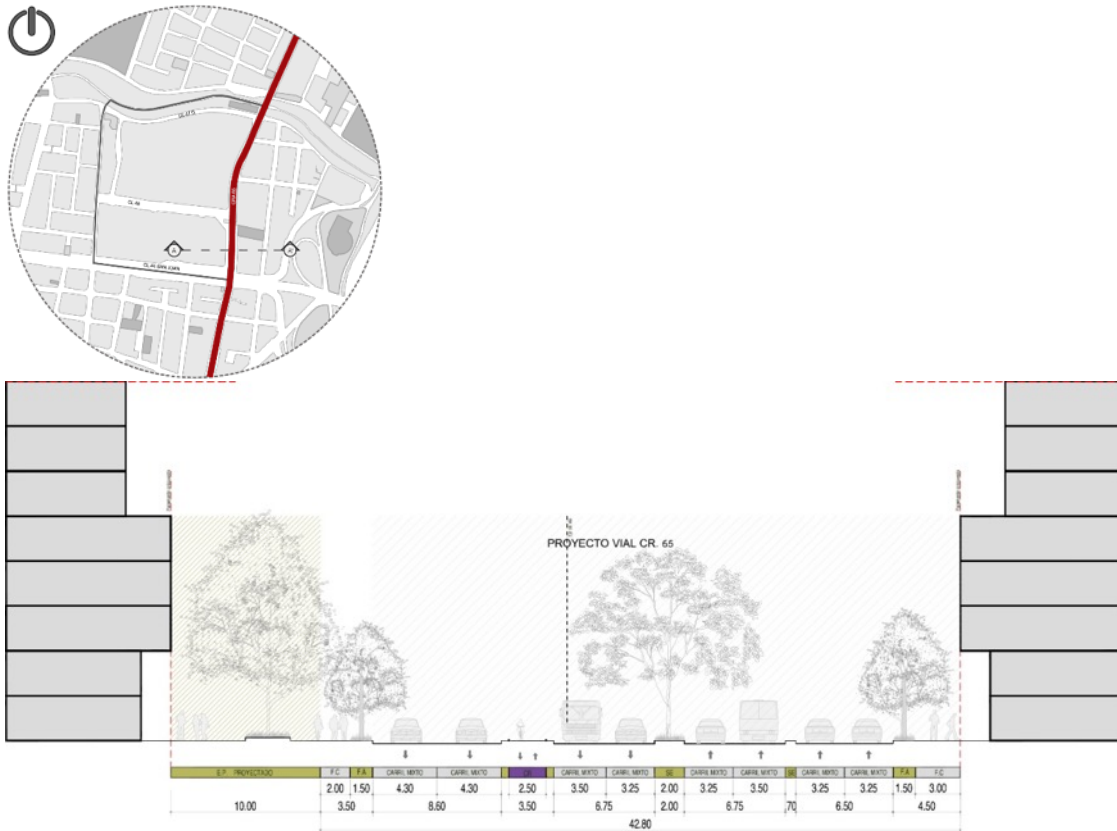 A
A'
PROYECTO VIAL CR. 65
E.P. PROYECTADO F.C F.A CARRIL MIXTO CARRIL MIXTO CARRIL MIXTO CARRIL MIXTO SE CARRIL MIXTO CARRIL MIXTO SE CARRIL MIXTO CARRIL MIXTO F.A F.C
2.00 1.50 4.30 4.30 2.50 3.50 3.25 2.00 3.25 3.50 3.25 3.25 1.50 3.00
10.00 3.50 8.60 3.50 6.75 2.00 6.75 .70 6.50 4.50
42.80